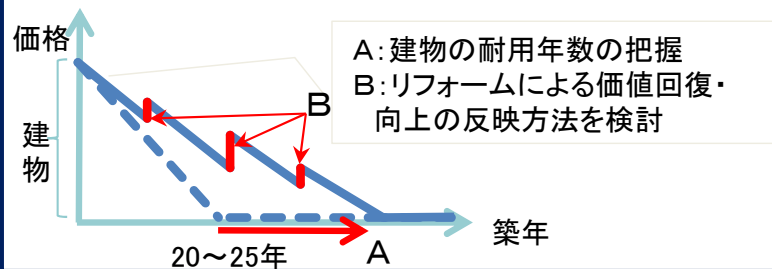 価格
A:建物の耐用年数の把握
B:リフォームによる価値回復・
向上の反映方法を検討
B
建物
築年
20~25年
A